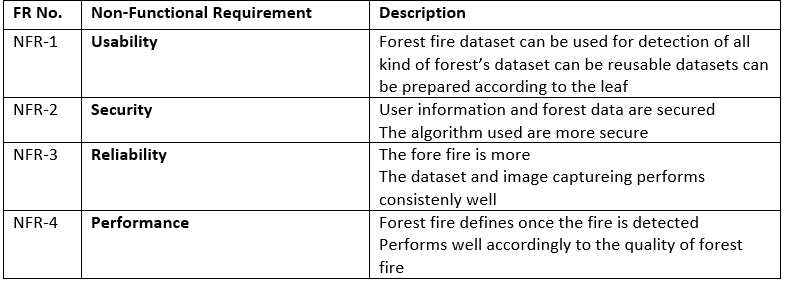 FR No. Non-Functional Requirement Description
NFR-1 Usability Forest fire dataset can be used for detection of all
kind of forest's dataset can be reusable datasets can
be prepared according to the leaf
NFR-2 Security User information and forest data are secured
The algorithm used are more secure
NFR-3 Reliability The fore fire is more
The dataset and image captureing performs
consistenly well
NFR-4 Performance Forest fire defines once the fire is detected
Performs well accordingly to the quality of forest
fire